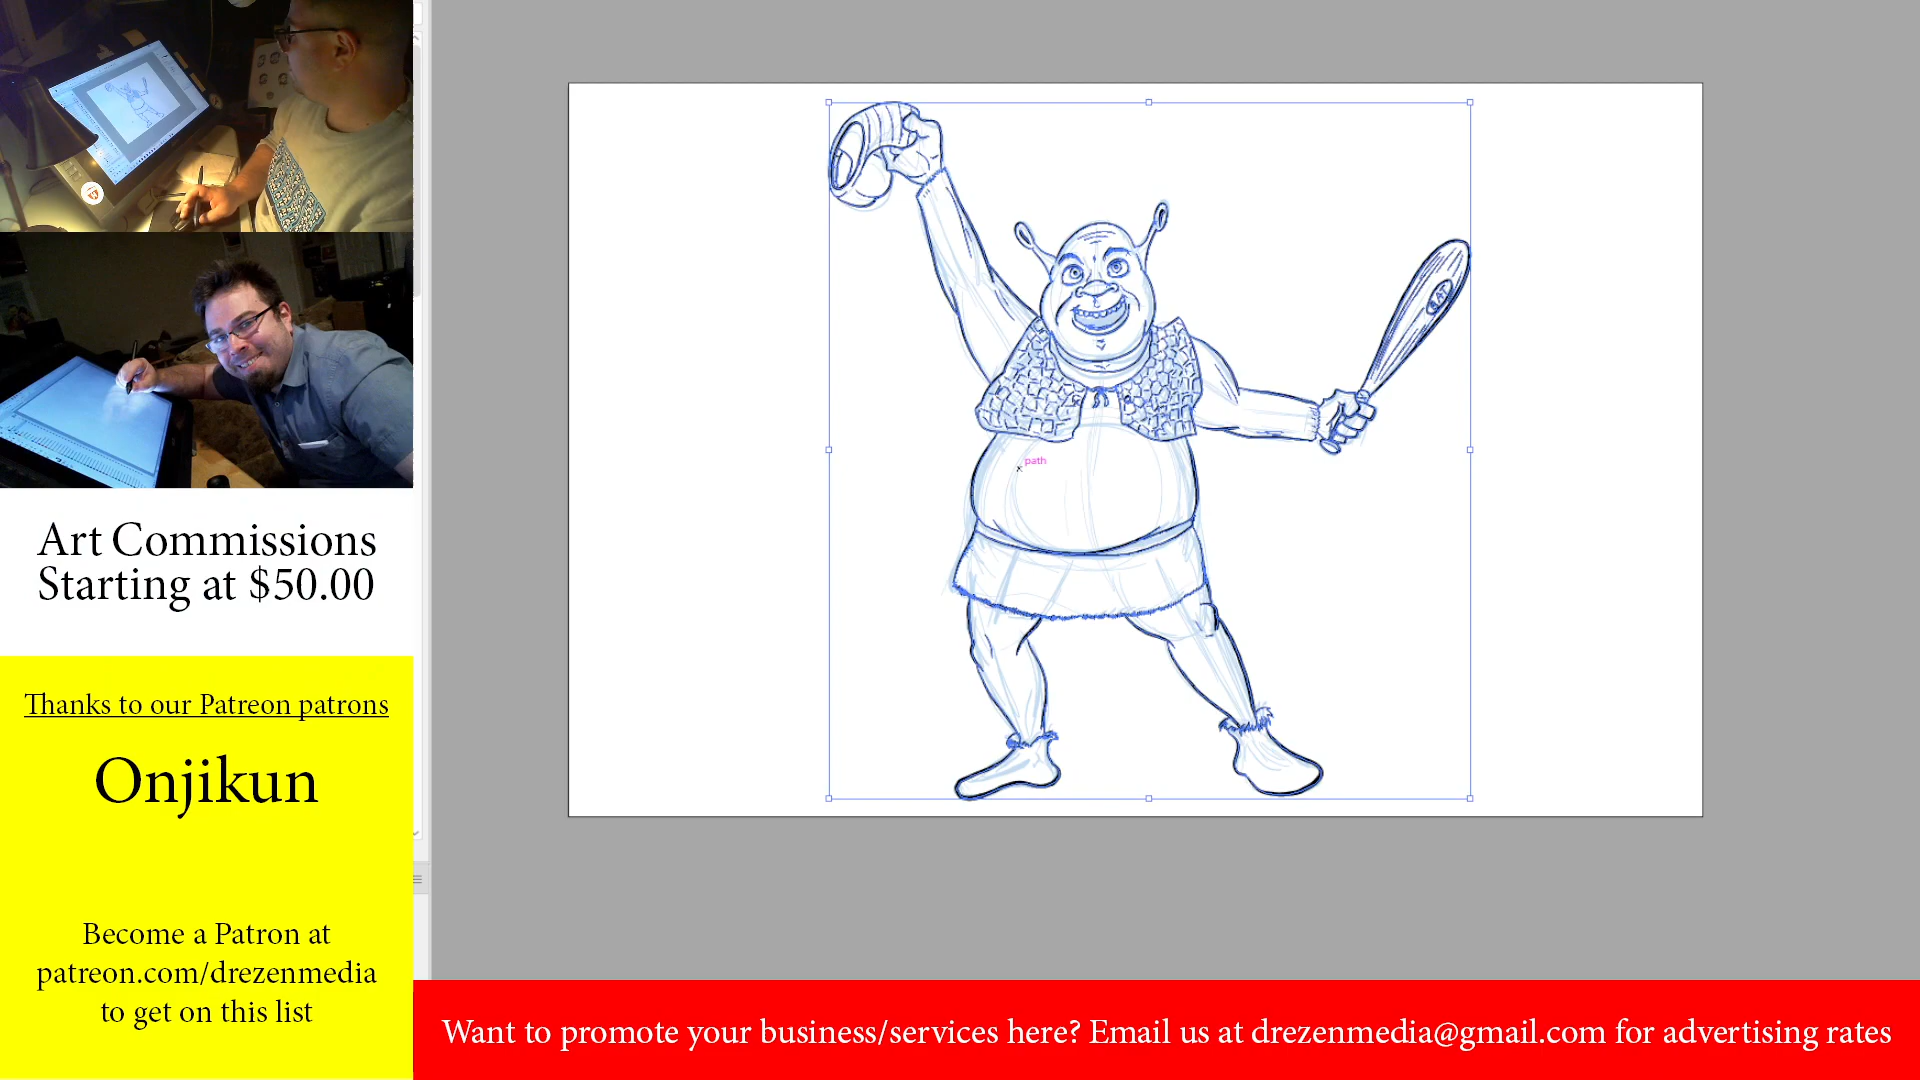 Art Commissions
Starting at $50.00
Thanks to our Patreon patrons
Onjikun
Become a Patron at
patreon.com/drezenmedia
to get on this list
path
BAT
Want to promote your business/services here? Email us at drezenmedia@gmail.com for advertising rates